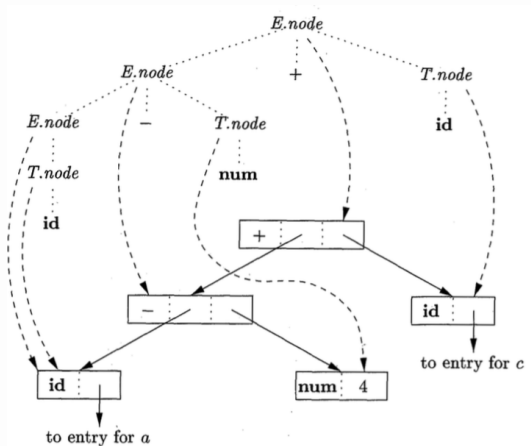 E.node
E.node + T.node
E.node − T.node id
T.node num
id
+
− id
to entry for c
id num 4
to entry for a